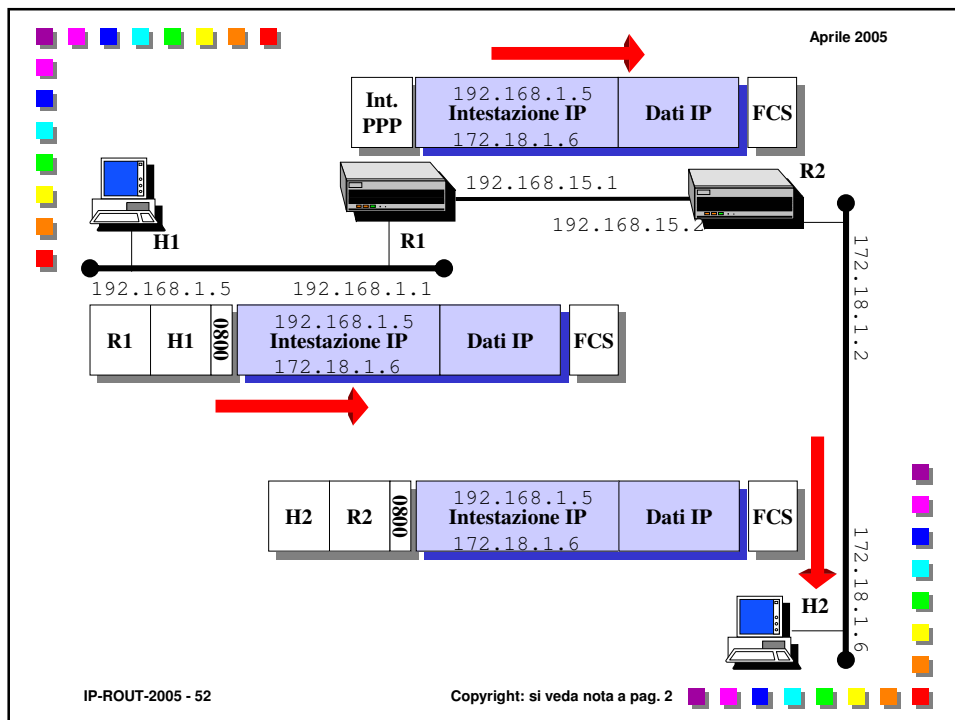 Aprile 2005
Int. PPP
192.168.1.5
Intestazione IP
172.18.1.6
Dati IP
FCS
R2
192.168.15.1
192.168.15.2
H1
R1
192.168.1.5
192.168.1.1
172.18.1.2
R1
H1
0800
192.168.1.5
Intestazione IP
172.18.1.6
Dati IP
FCS
H2
R2
0800
192.168.1.5
Intestazione IP
172.18.1.6
Dati IP
FCS
172.18.1.6
H2
IP-ROUT-2005 - 52
Copyright: si veda nota a pag. 2